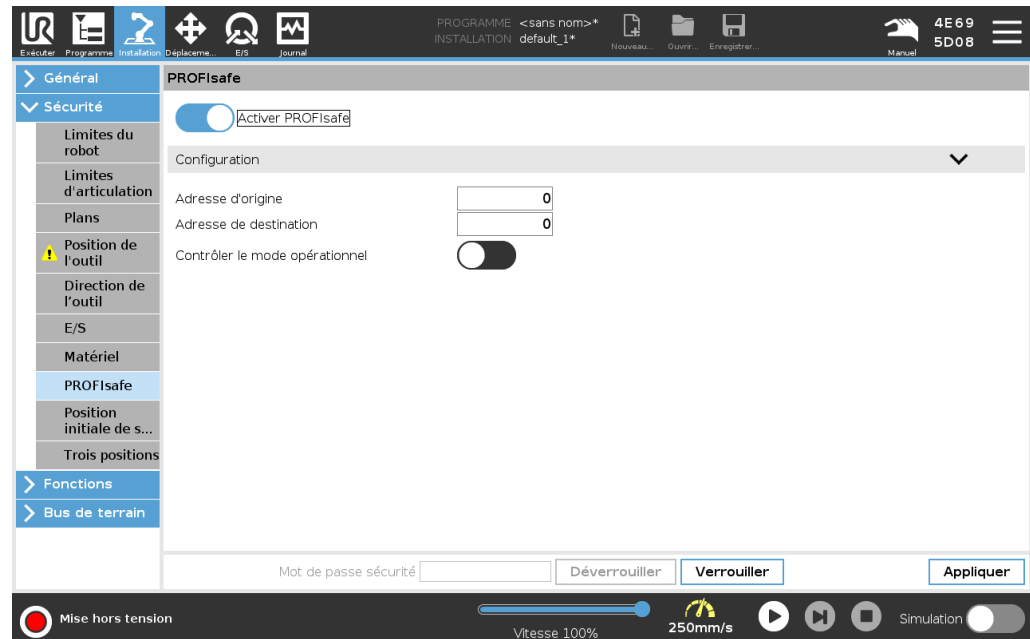 UR
Exécuter
Programme
Installation
Déplaceme...
E/S
Journal
PROGRAMME <sans nom>*
INSTALLATION default_1*
Nouveau...
Ouvrir...
Enregistrer...
Manuel
4E69
5D08
Général
Sécurité
Limites du
robot
Limites
d'articulation
Plans
Position de
l'outil
Direction de
l’outil
E/S
Matériel
PROFIsafe
Position
initiale de s...
Trois positions
Fonctions
Bus de terrain
PROFIsafe
Activer PROFIsafe
Configuration
Adresse d'origine 0
Adresse de destination 0
Contrôler le mode opérationnel
Mot de passe sécurité Déverrouiller Verrouiller Appliquer
Mise hors tension
Vitesse 100%
250mm/s
Simulation